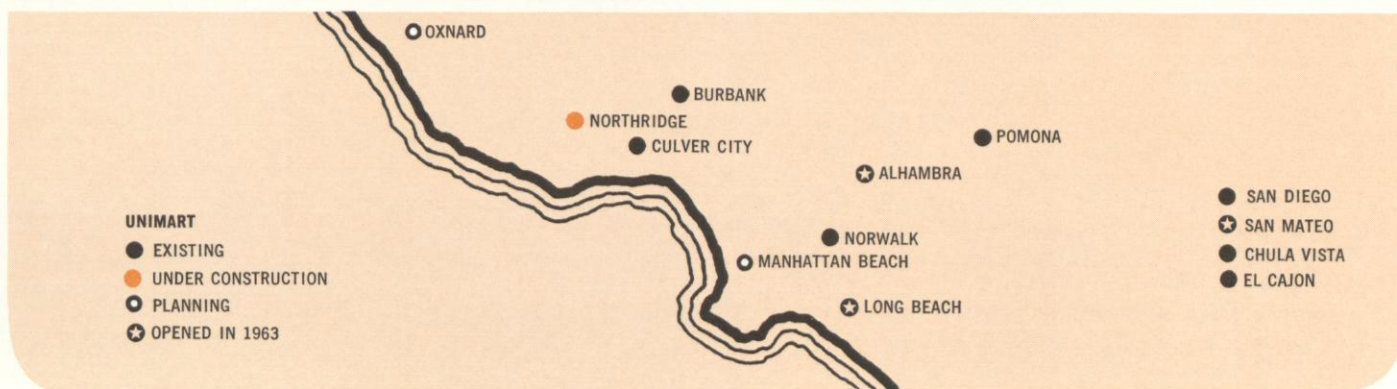 OXNARD
BURBANK
NORTHRIDGE
CULVER CITY
POMONA
ALHAMBRA
NORWALK
MANHATTAN BEACH
LONG BEACH
UNIMART
EXISTING
UNDER CONSTRUCTION
PLANNING
OPENED IN 1963
SAN DIEGO
SAN MATEO
CHULA VISTA
EL CAJON